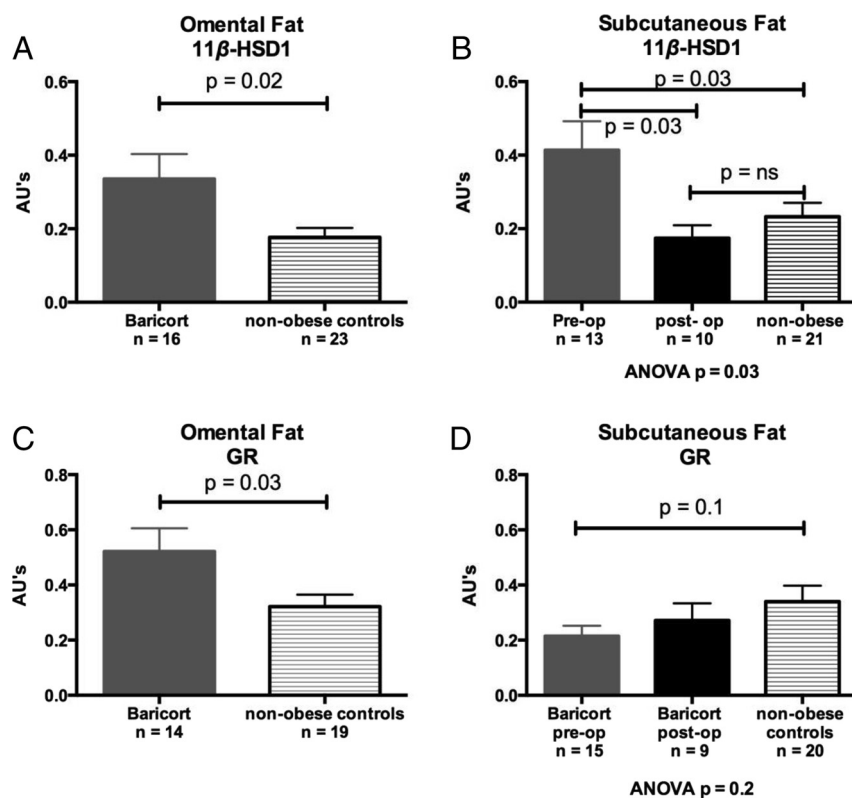 A
Omental Fat
11β-HSD1
p = 0.02
AU's
0.6
0.4
0.2
0.0
Baricort
n = 16
non-obese controls
n = 23
B
Subcutaneous Fat
11β-HSD1
p = 0.03
p = 0.03
p = ns
AU's
0.6
0.4
0.2
0.0
Pre-op
n = 13
post- op
n = 10
non-obese
n = 21
ANOVA p = 0.03
C
Omental Fat
GR
p = 0.03
AU's
0.8
0.6
0.4
0.2
0.0
Baricort
n = 14
non-obese controls
n = 19
D
Subcutaneous Fat
GR
p = 0.1
AU's
0.8
0.6
0.4
0.2
0.0
Baricort
pre-op
n = 15
Baricort
post-op
n = 9
non-obese
controls
n = 20
ANOVA p = 0.2